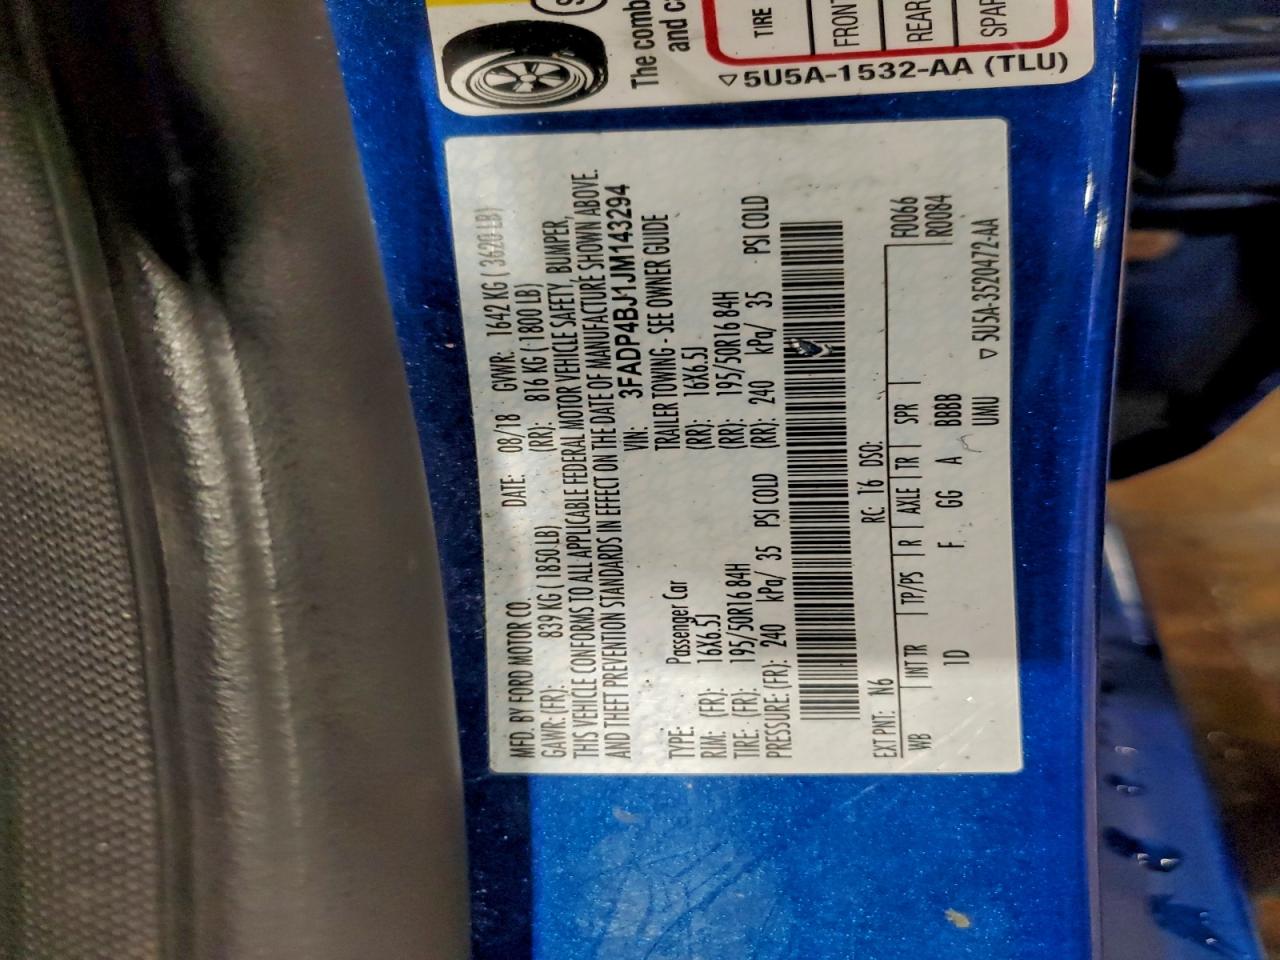 The comb
and c
TIRE
FRONT
REAR
SPAR
5U5A-1532-AA (TLU)
MFD. BY FORD MOTOR CO. DATE: 08/18 GVWR: 1642 KG ( 3620 LB)
GAWR: (FR): 839 KG ( 1850 LB) (RR): 816 KG ( 1800 LB)
THIS VEHICLE CONFORMS TO ALL APPLICABLE FEDERAL MOTOR VEHICLE SAFETY, BUMPER,
AND THEFT PREVENTION STANDARDS IN EFFECT ON THE DATE OF MANUFACTURE SHOWN ABOVE.
VIN: 3FADP4BJ1JM143294
TYPE: Passenger Car TRAILER TOWING - SEE OWNER GUIDE
RIM: (FR): 16X6.5J (RR): 16X6.5J
TIRE: (FR): 195/50R16 84H (RR): 195/50R16 84H
PRESSURE: (FR): 240 kPa/ 35 PSI COLD (RR): 240 kPa/ 35 PSI COLD
RC: 16 DSO:
EXT PNT: N6 F0066
WB INT TR TP/PS R AXLE TR SPR R0084
1D F GG A BBBB
UMU 5U5A-3520472-AA